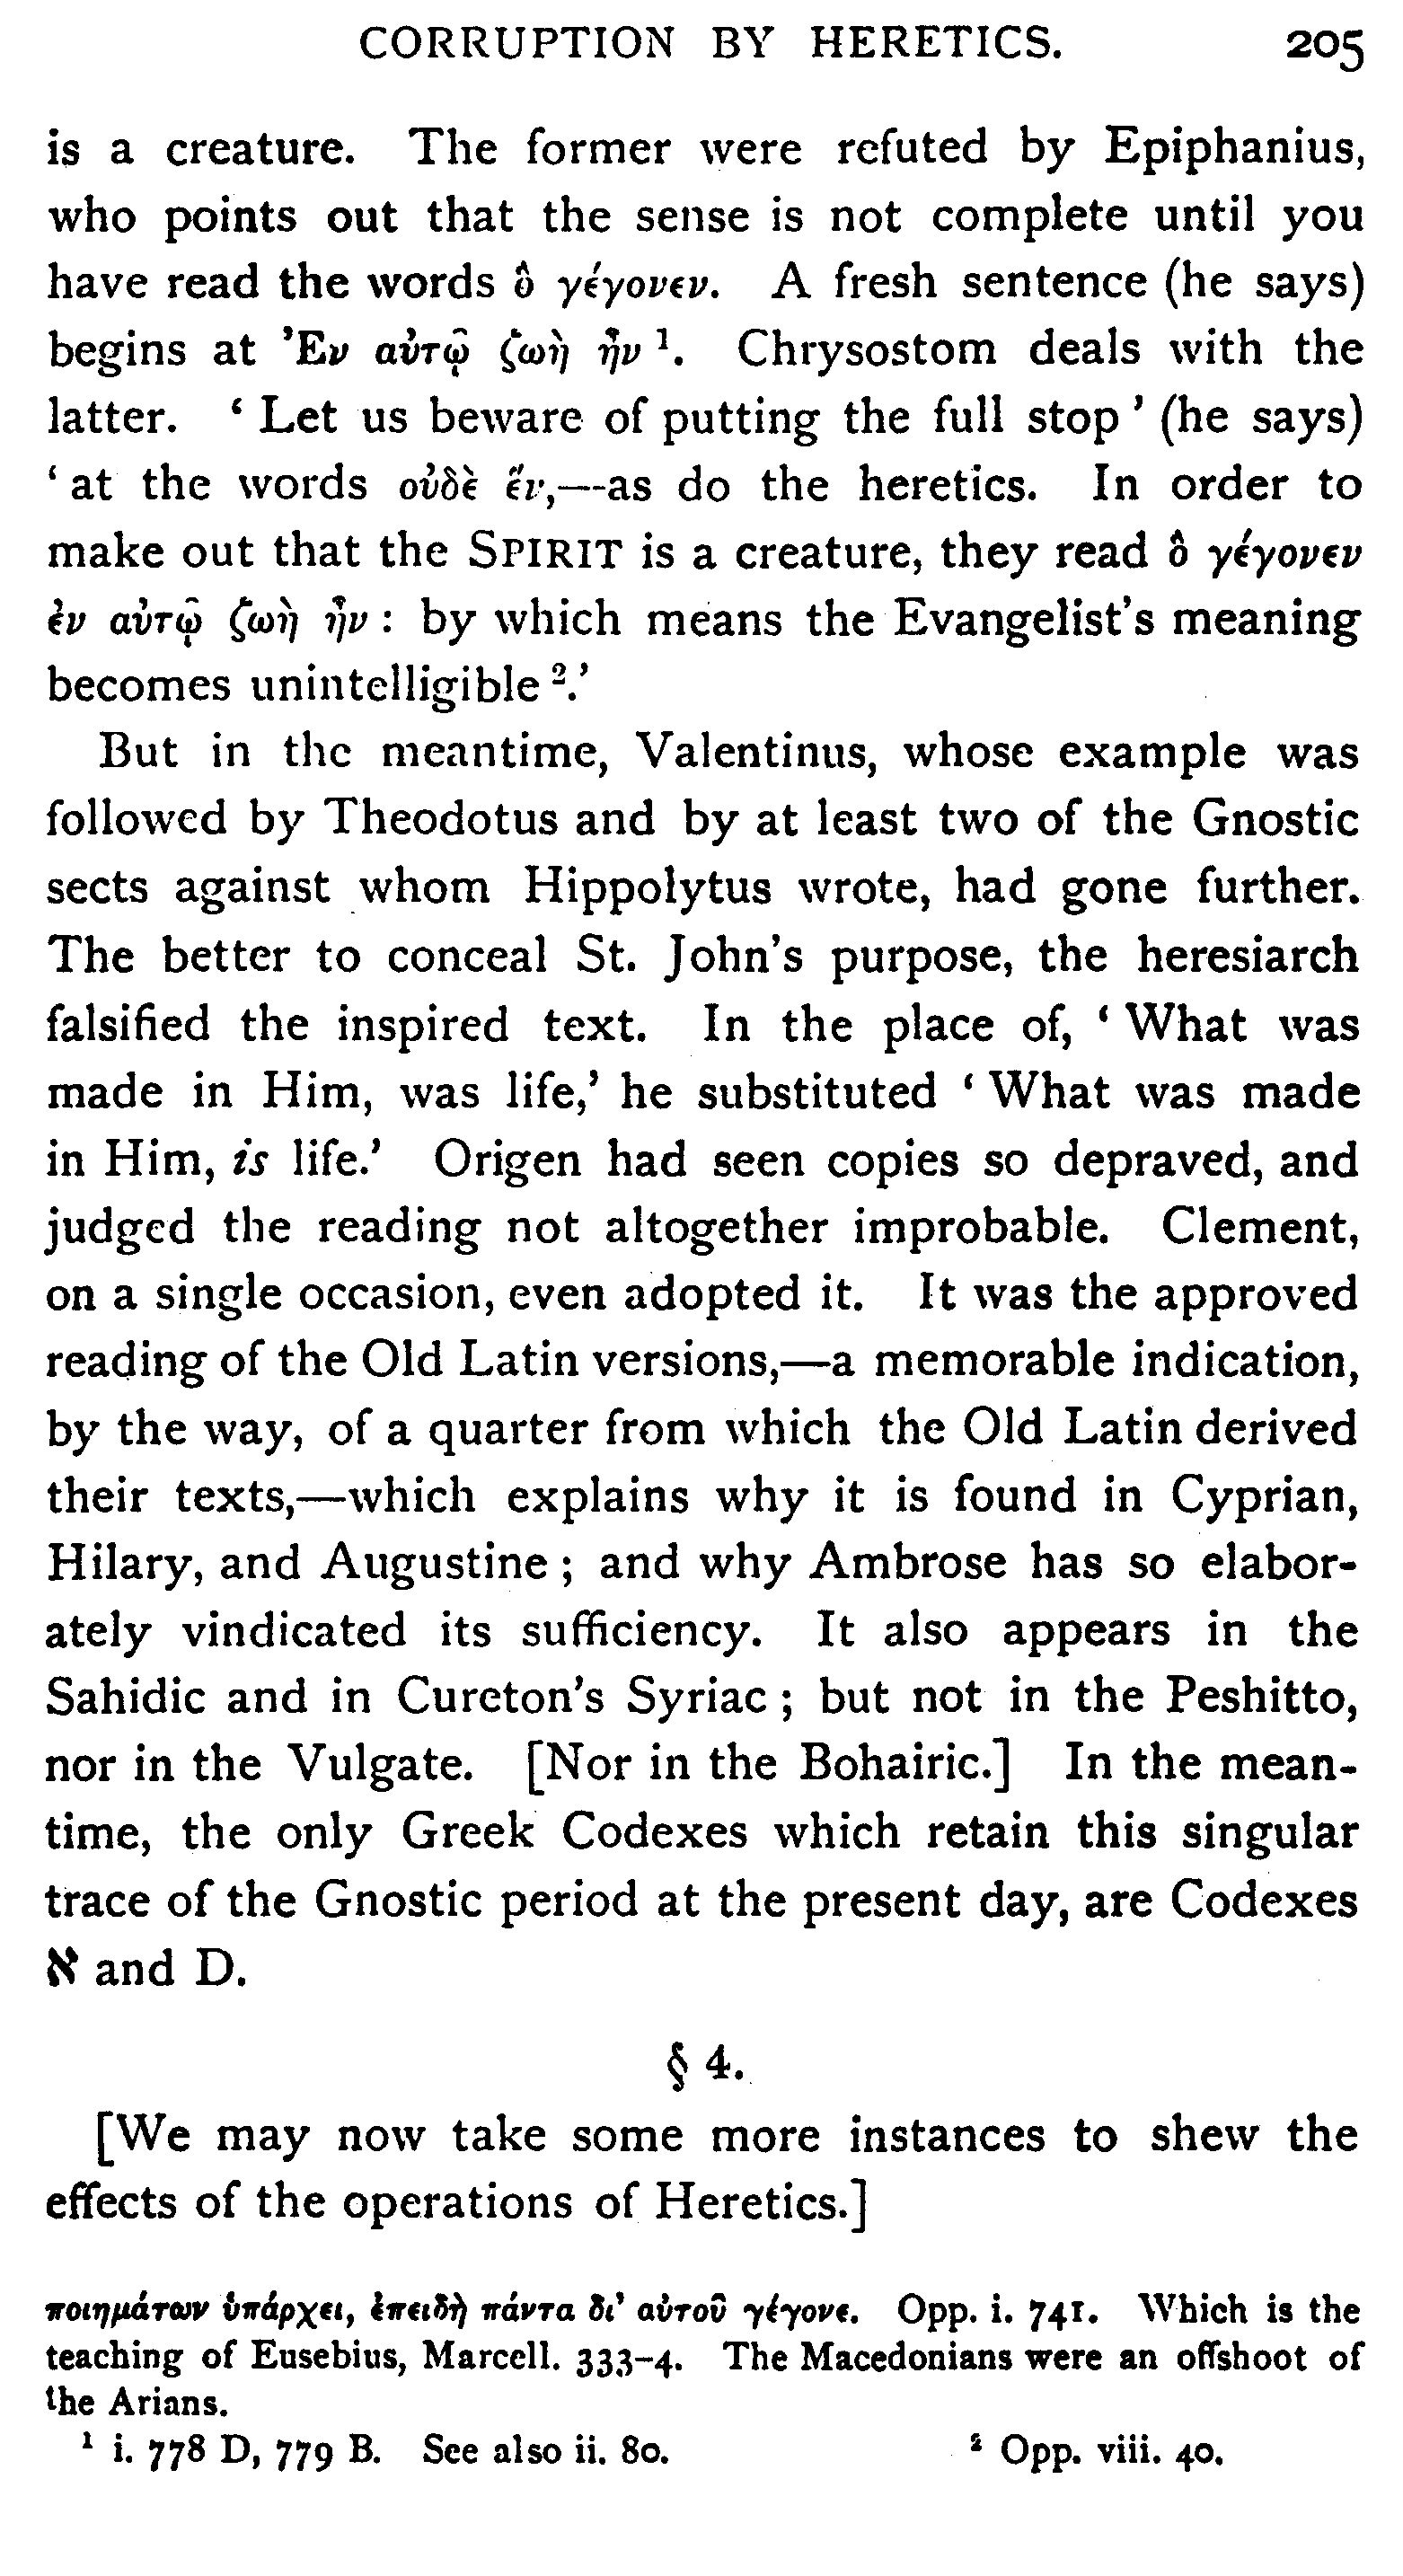 CORRUPTION BY HERETICS. 205
is a creature. The former were refuted by Epiphanius,
who points out that the sense is not complete until you
have read the words ὃ γέγονεν. A fresh sentence (he says)
begins at Ἐν αὐτῷ ζωὴ ἦν ¹. Chrysostom deals with the
latter. ‘ Let us beware of putting the full stop ’ (he says)
‘ at the words οὐδὲ ἕν,—as do the heretics. In order to
make out that the SPIRIT is a creature, they read ὃ γέγονεν
ἐν αὐτῷ ζωὴ ἦν : by which means the Evangelist’s meaning
becomes unintelligible ².’
But in the meantime, Valentinus, whose example was
followed by Theodotus and by at least two of the Gnostic
sects against whom Hippolytus wrote, had gone further.
The better to conceal St. John’s purpose, the heresiarch
falsified the inspired text. In the place of, ‘ What was
made in Him, was life,’ he substituted ‘ What was made
in Him, is life.’ Origen had seen copies so depraved, and
judged the reading not altogether improbable. Clement,
on a single occasion, even adopted it. It was the approved
reading of the Old Latin versions,—a memorable indication,
by the way, of a quarter from which the Old Latin derived
their texts,—which explains why it is found in Cyprian,
Hilary, and Augustine ; and why Ambrose has so elabor-
ately vindicated its sufficiency. It also appears in the
Sahidic and in Cureton’s Syriac ; but not in the Peshitto,
nor in the Vulgate. [Nor in the Bohairic.] In the mean-
time, the only Greek Codexes which retain this singular
trace of the Gnostic period at the present day, are Codexes
ℵ and D.
§ 4.
[We may now take some more instances to shew the
effects of the operations of Heretics.]
ποιημάτων ὑπάρχει, ἐπειδὴ πάντα δι’ αὐτοῦ γέγονε. Opp. i. 741. Which is the
teaching of Eusebius, Marcell. 333–4. The Macedonians were an offshoot of
the Arians.
¹ i. 778 D, 779 B. See also ii. 80. ² Opp. viii. 40.